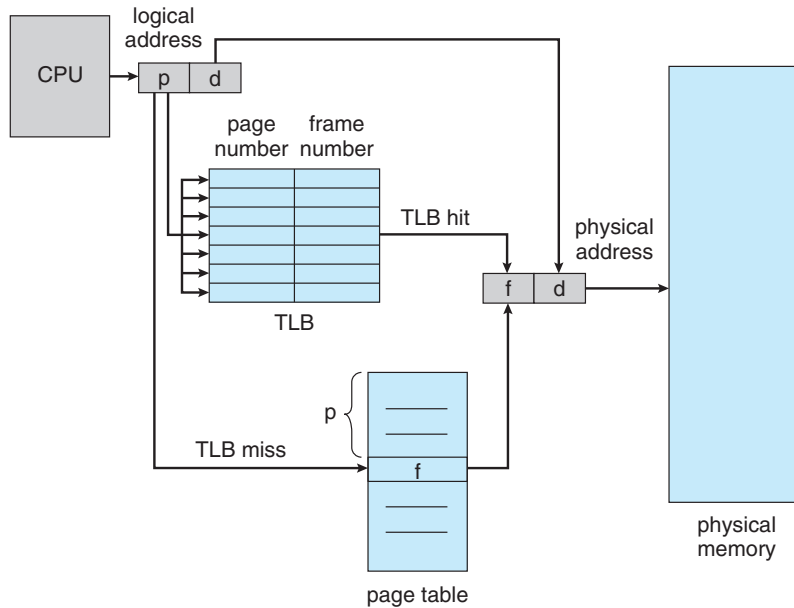 logical
address
CPU
p
d
page
number
frame
number
TLB hit
TLB
physical
address
f
d
p
TLB miss
f
page table
physical
memory